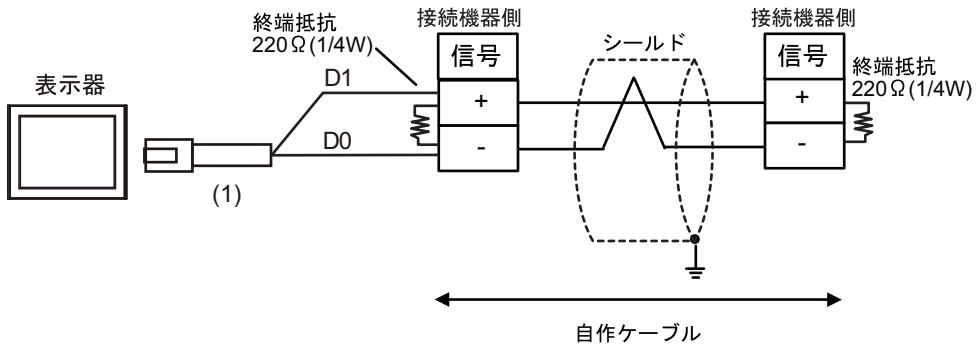 表示器
(1)
D1
D0
終端抵抗
220Ω(1/4W)
接続機器側
信号
+
-
シールド
接続機器側
信号
+
-
終端抵抗
220Ω(1/4W)
自作ケーブル